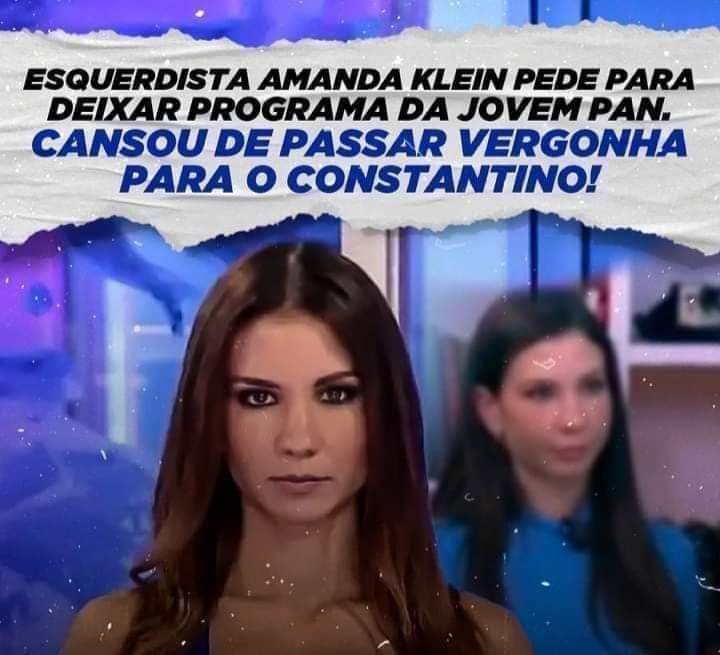 ESQUERDISTA AMANDA KLEIN PEDE PARA
DEIXAR PROGRAMA DA JOVEM PAN.
CANSOU DE PASSAR VERGONHA
PARA O CONSTANTINO!